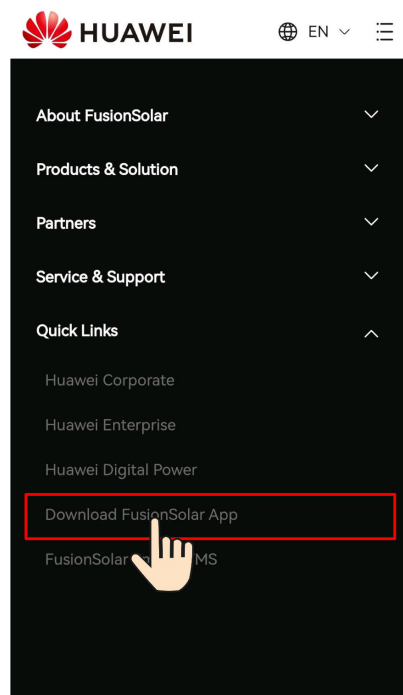 HUAWEI
EN
About FusionSolar
Products & Solution
Partners
Service & Support
Quick Links
Huawei Corporate
Huawei Enterprise
Huawei Digital Power
Download FusionSolar App
FusionSolar MS